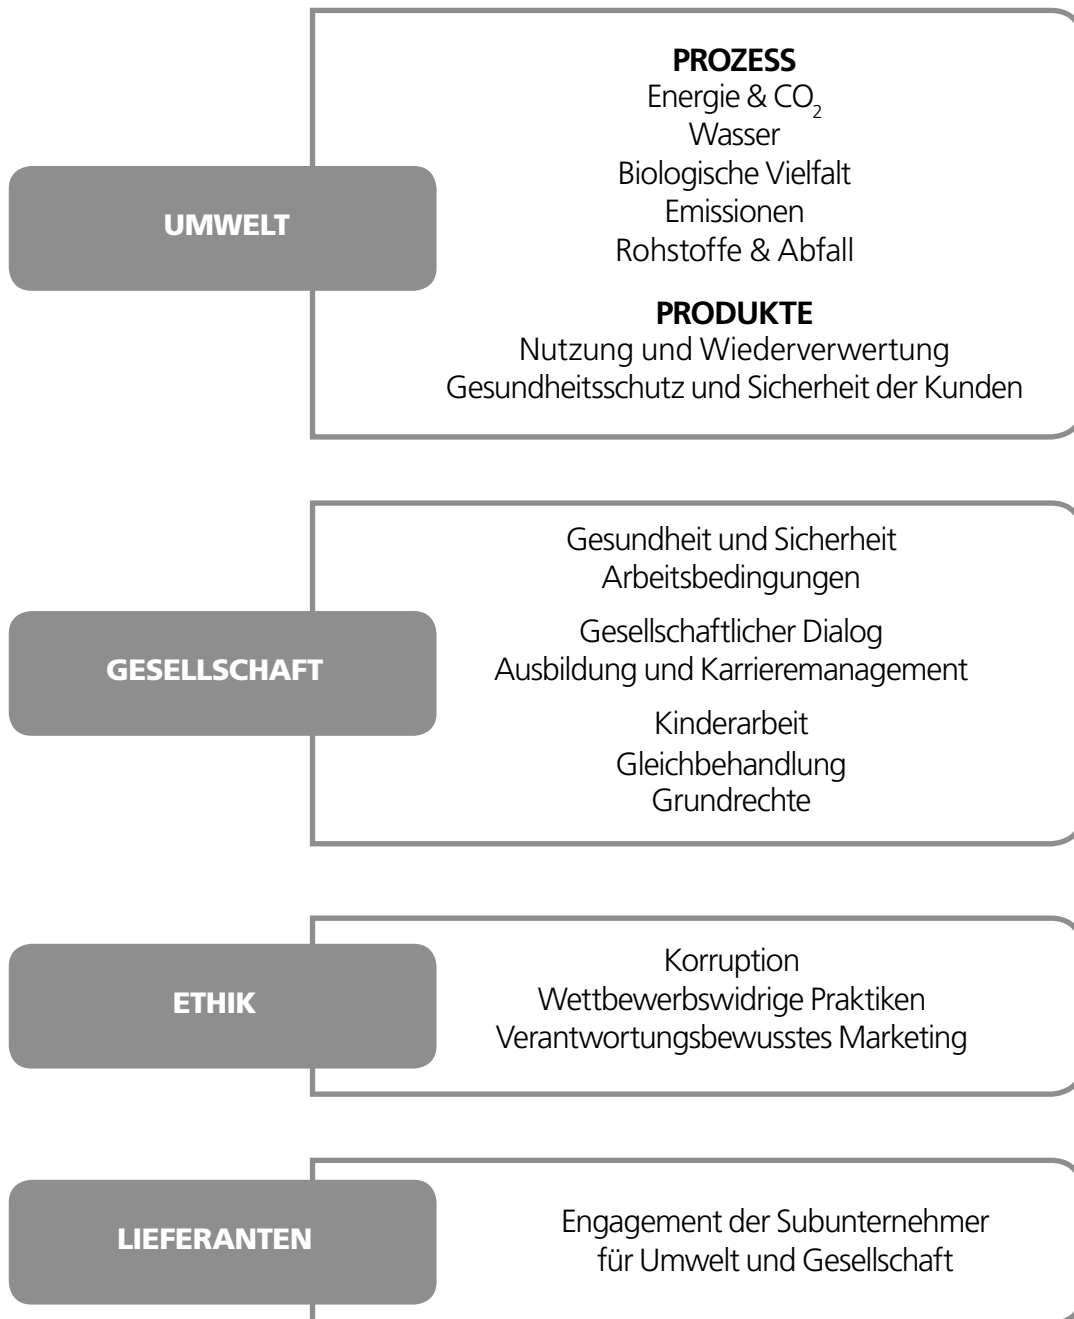 UMWELT
PROZESS
Energie & CO₂
Wasser
Biologische Vielfalt
Emissionen
Rohstoffe & Abfall
PRODUKTE
Nutzung und Wiederverwertung
Gesundheitsschutz und Sicherheit der Kunden
GESELLSCHAFT
Gesundheit und Sicherheit
Arbeitsbedingungen
Gesellschaftlicher Dialog
Ausbildung und Karrieremanagement
Kinderarbeit
Gleichbehandlung
Grundrechte
ETHIK
Korruption
Wettbewerbswidrige Praktiken
Verantwortungsbewusstes Marketing
LIEFERANTEN
Engagement der Subunternehmer
für Umwelt und Gesellschaft